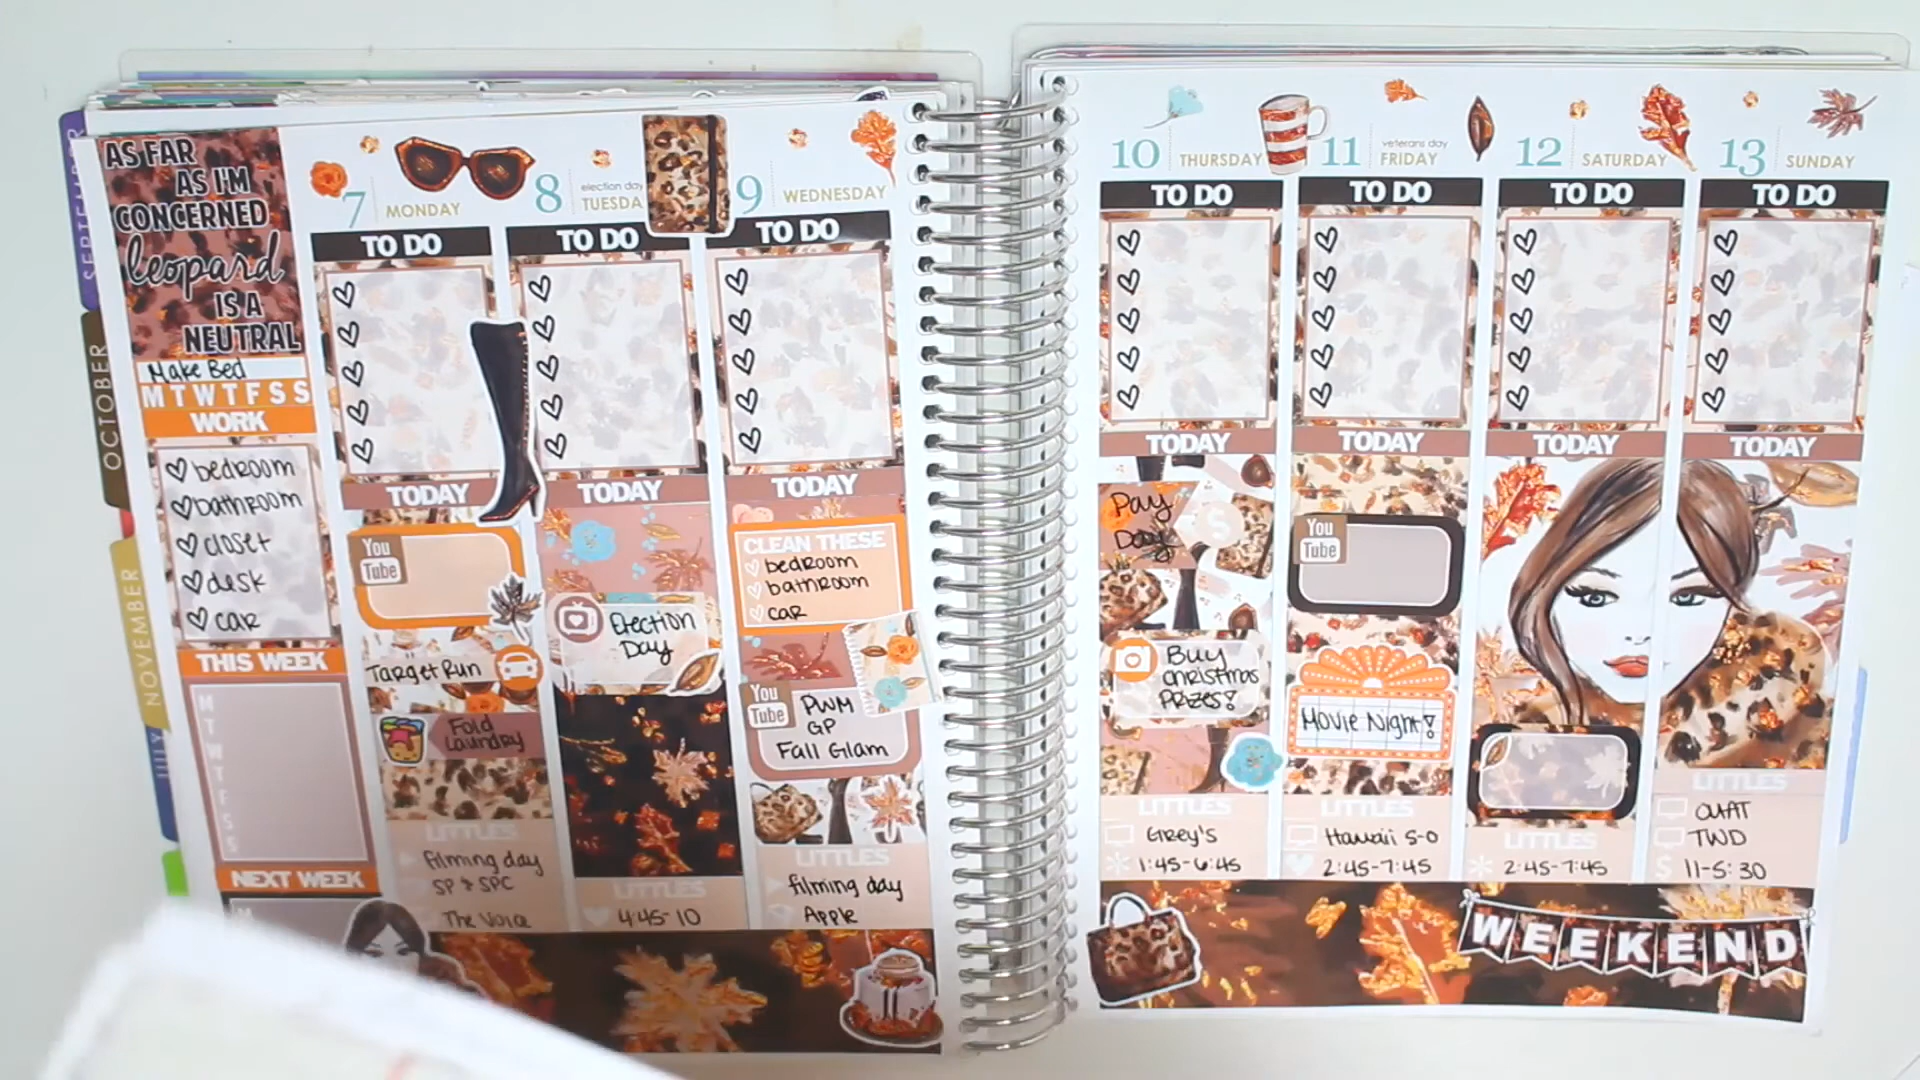 SEPTEMBER
OCTOBER
NOVEMBER
JULY
AS FAR
AS I'M
CONCERNED
leopard
IS A
NEUTRAL
Make Bed
M T W T F S S
WORK
bedroom
bathroom
closet
desk
car
THIS WEEK
M
T
W
T
F
S
S
NEXT WEEK
M
7 MONDAY
TO DO
TODAY
You
Tube
Target Run
Fold
Laundry
LITTLES
filming day
SP & SPC
The Voice
8 election day
TUESDA
TO DO
TODAY
Election
Day
LITTLES
4:45-10
9 WEDNESDAY
TO DO
TODAY
CLEAN THESE
bedroom
bathroom
car
You
Tube
PWM
GP
Fall Glam
LITTLES
filming day
Apple
10 THURSDAY
TO DO
TODAY
Pay
Day
$
Buy
christmas
Prizes!
LITTLES
Grey's
1:45-6:45
11 veterans day
FRIDAY
TO DO
TODAY
You
Tube
Movie Night!
LITTLES
Hawaii 5-0
2:45-7:45
12 SATURDAY
TO DO
TODAY
LITTLES
2:45-7:45
13 SUNDAY
TO DO
TODAY
LITTLES
OUAT
TWD
$ 11-5:30
WEEKEND